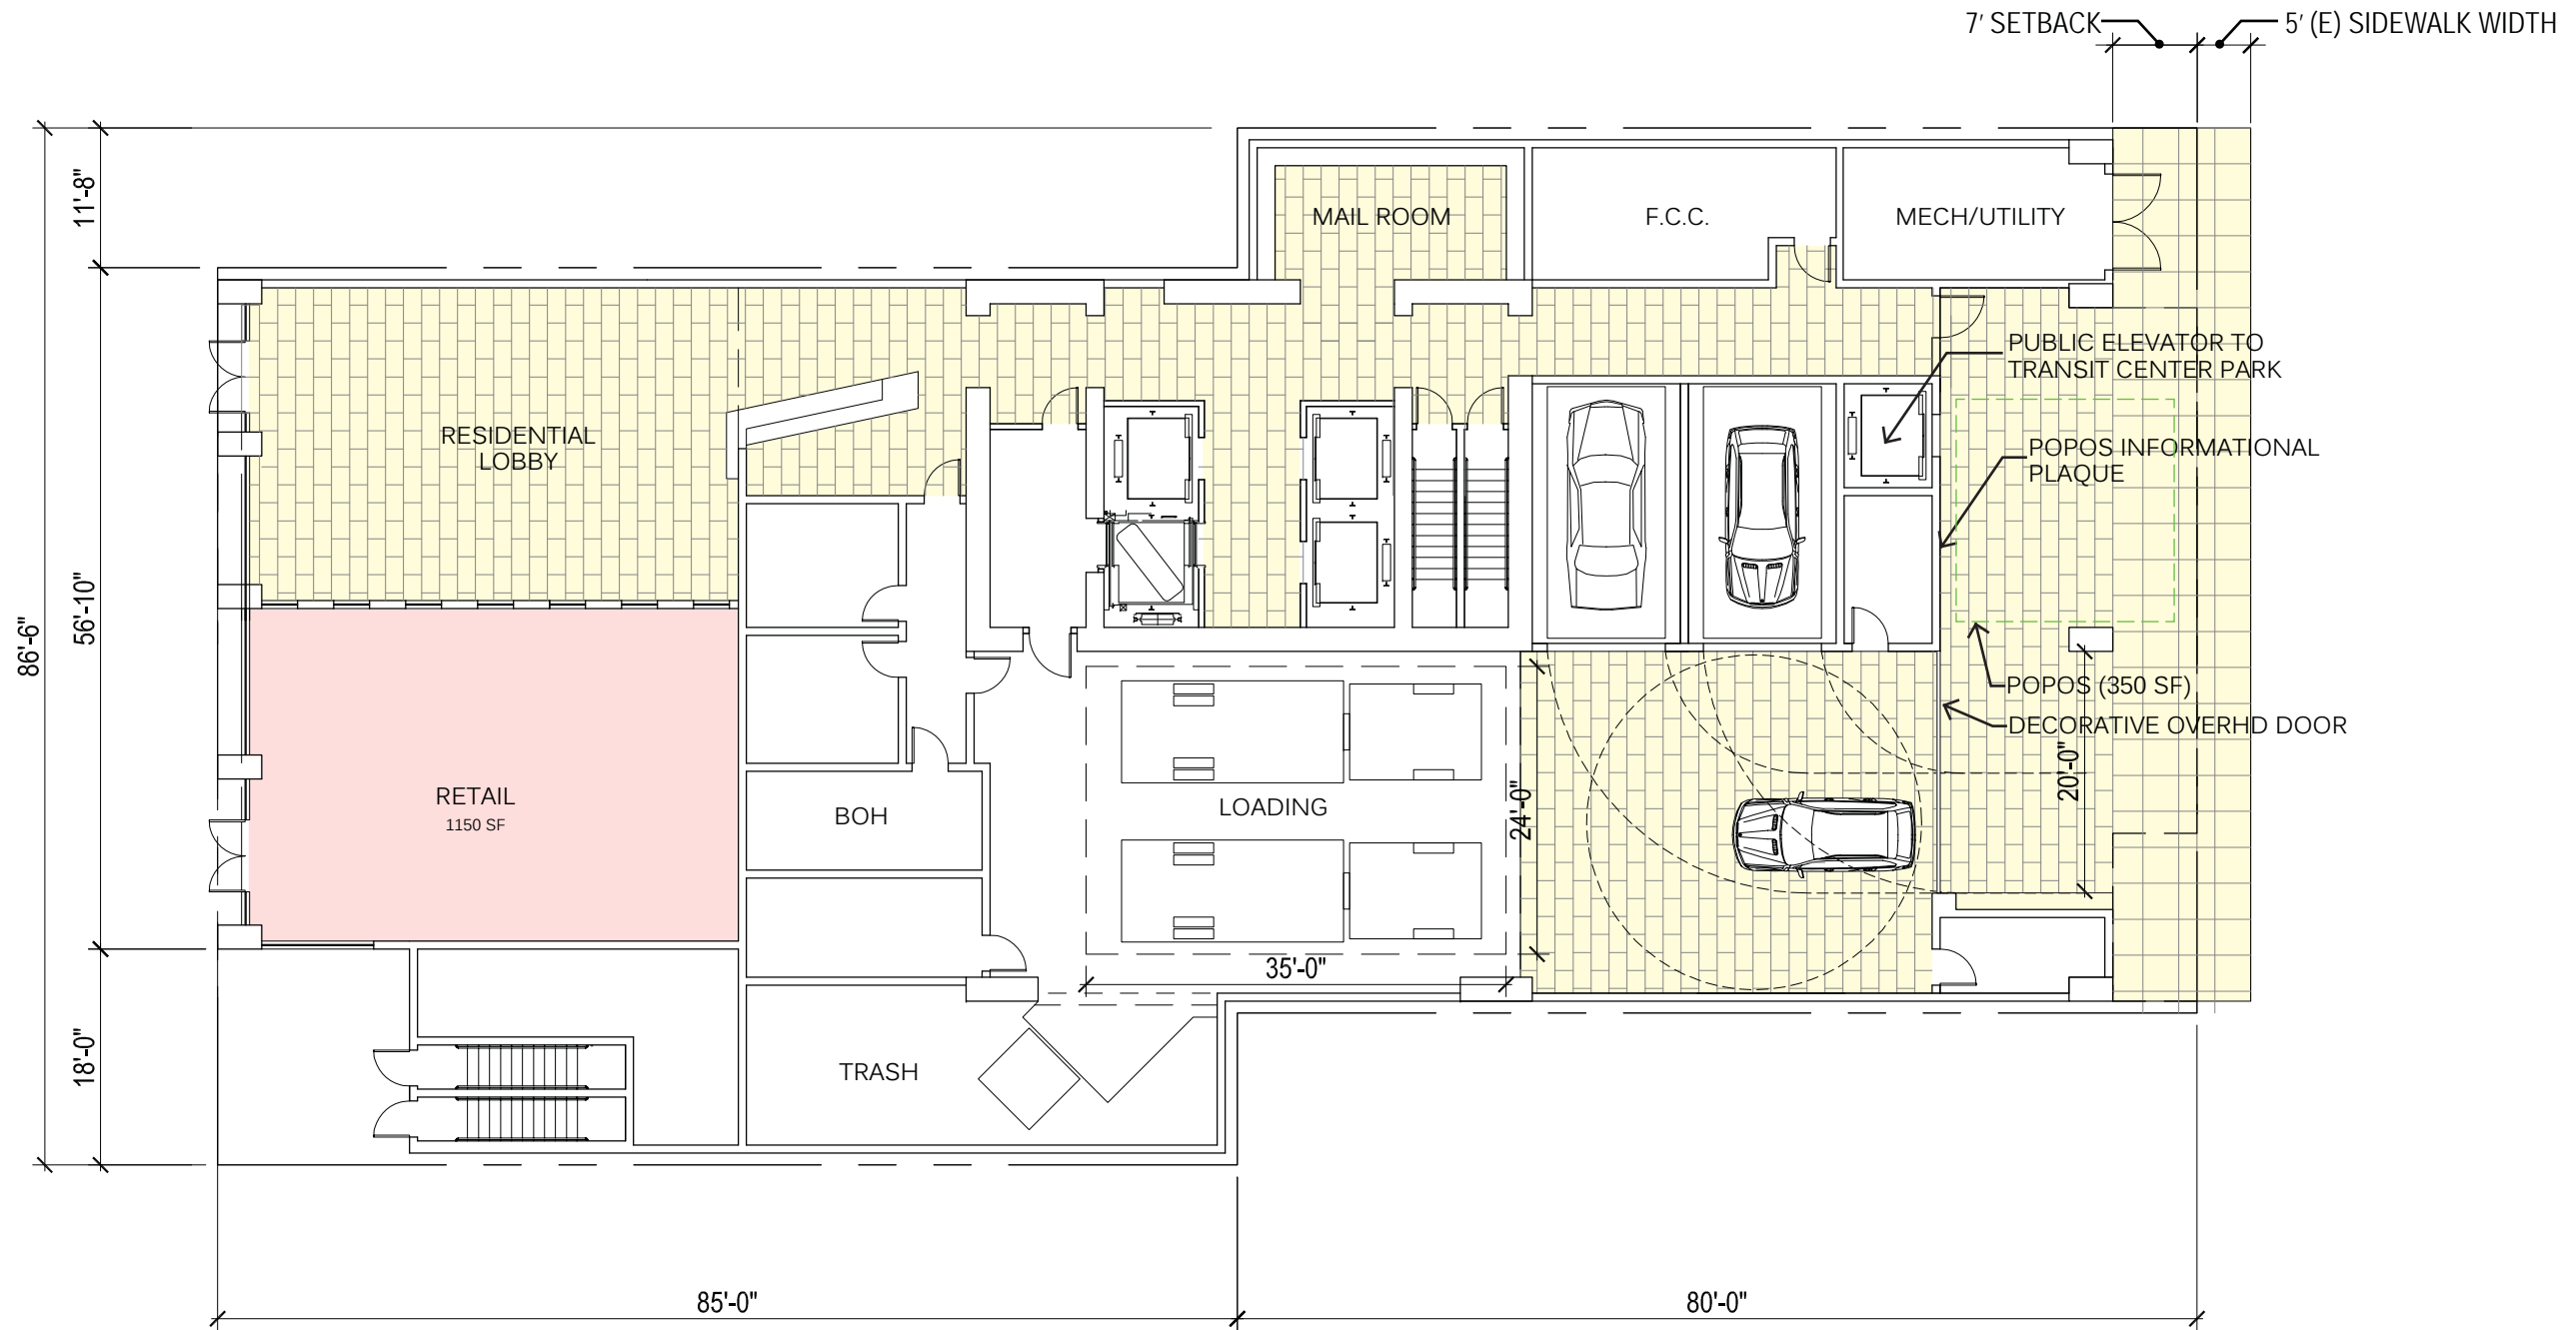 7' SETBACK
5' (E) SIDEWALK WIDTH
11'-8"
MAIL ROOM
F.C.C.
MECH/UTILITY
PUBLIC ELEVATOR TO
TRANSIT CENTER PARK
RESIDENTIAL
LOBBY
POPOS INFORMATIONAL
PLAQUE
56'-10"
86'-6"
POPOS (350 SF)
DECORATIVE OVERHD DOOR
20'-0"
RETAIL
1150 SF
BOH
LOADING
24'-0"
35'-0"
18'-0"
TRASH
85'-0"
80'-0"